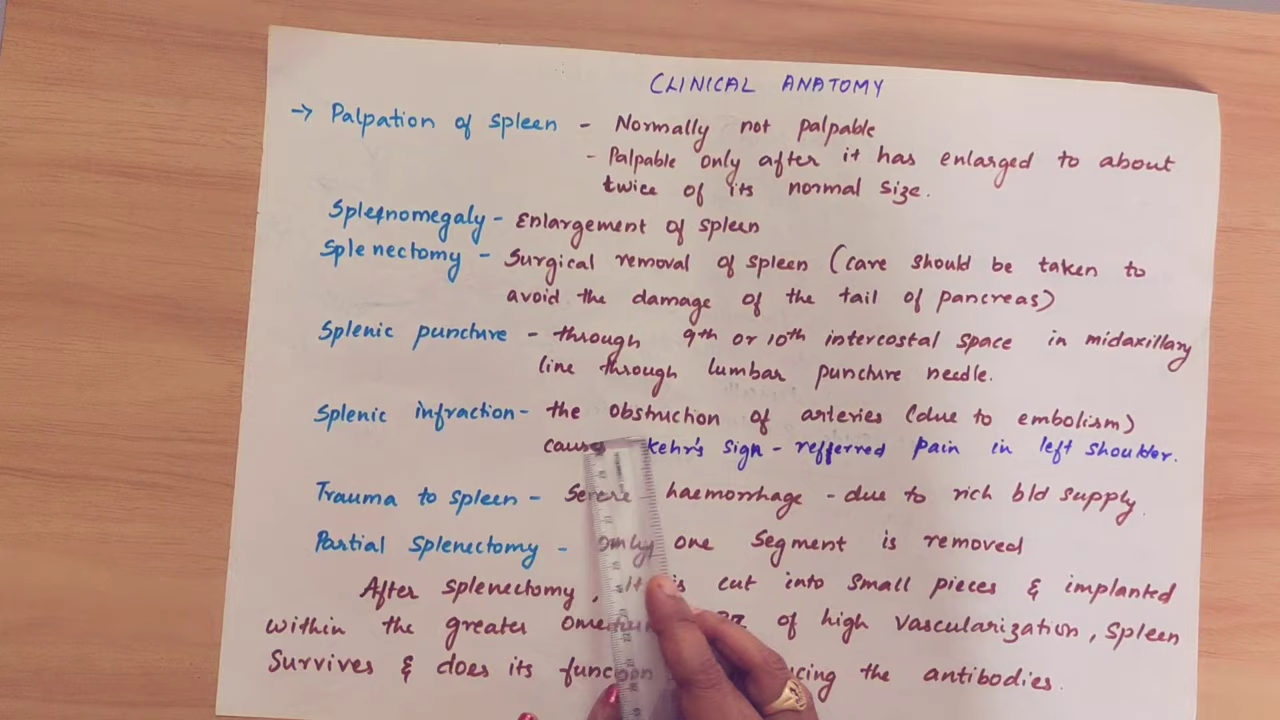 CLINICAL ANATOMY
→ Palpation of spleen - Normally not palpable
- Palpable only after it has enlarged to about
twice of its normal size.
Splenomegaly - Enlargement of spleen
Splenectomy - Surgical removal of spleen (care should be taken to
avoid the damage of the tail of pancreas)
Splenic puncture - through 9th or 10th intercostal space in midaxillary
line through lumbar puncture needle.
Splenic infraction - the obstruction of arteries (due to embolism)
causes kehr's sign - refferred pain in left shoulder.
Trauma to spleen - Severe haemorrhage - due to rich bld supply.
Partial splenectomy - only one segment is removed
After splenectomy, it is cut into small pieces & implanted
within the greater of high vascularization, spleen
Survives & does its the antibodies.